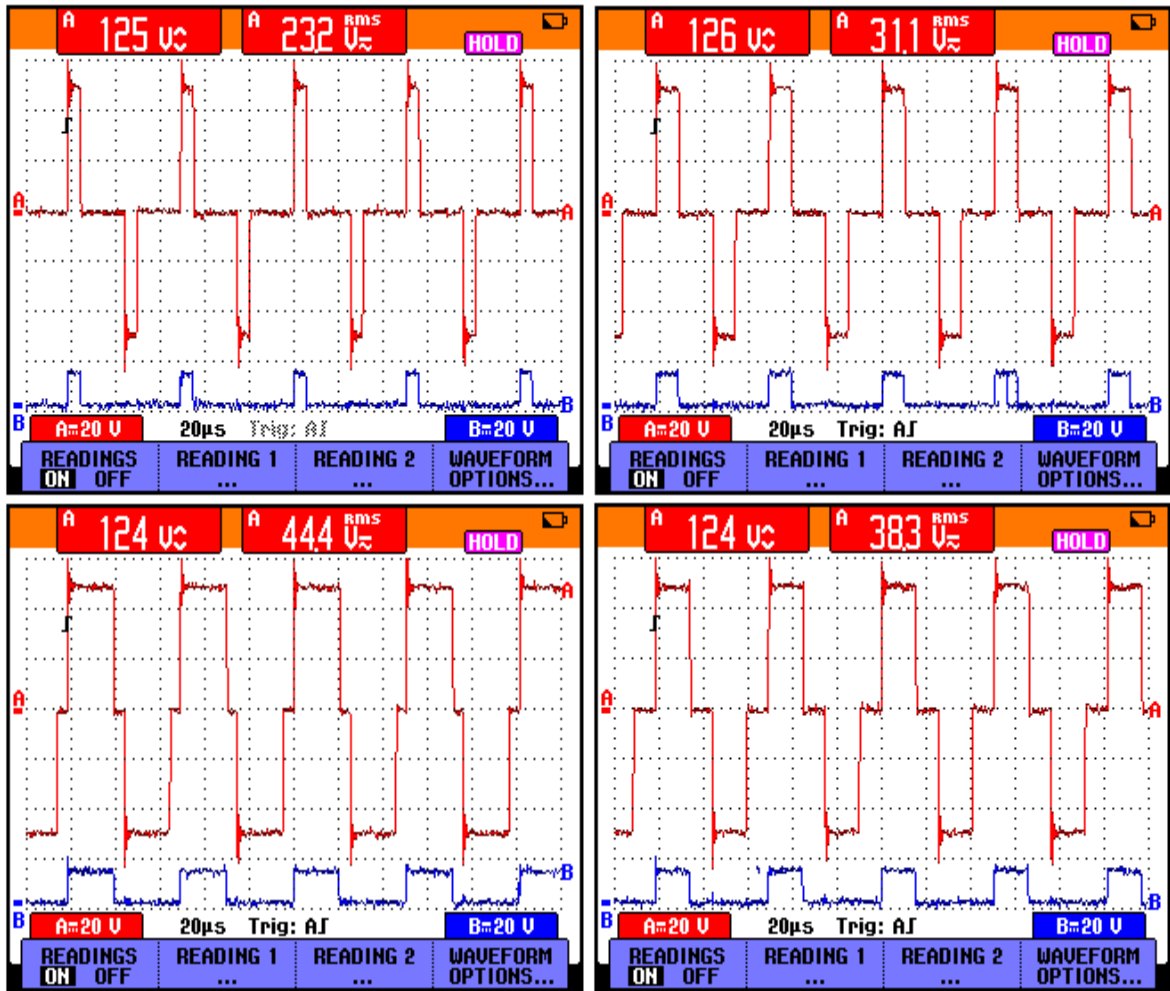 A 125 V≎ A 23.2 rms V≂ HOLD
A
A
B
B
A⎓20 V 20µs Trig: A∫ B⎓20 V
READINGS READING 1 READING 2 WAVEFORM
ON OFF ... ... OPTIONS...
A 126 V≎ A 31.1 rms V≂ HOLD
A
A
B
B
A⎓20 V 20µs Trig: A∫ B⎓20 V
READINGS READING 1 READING 2 WAVEFORM
ON OFF ... ... OPTIONS...
A 124 V≎ A 44.4 rms V≂ HOLD
A
A
B
B
A⎓20 V 20µs Trig: A∫ B⎓20 V
READINGS READING 1 READING 2 WAVEFORM
ON OFF ... ... OPTIONS...
A 124 V≎ A 38.3 rms V≂ HOLD
A
A
B
B
A⎓20 V 20µs Trig: A∫ B⎓20 V
READINGS READING 1 READING 2 WAVEFORM
ON OFF ... ... OPTIONS...